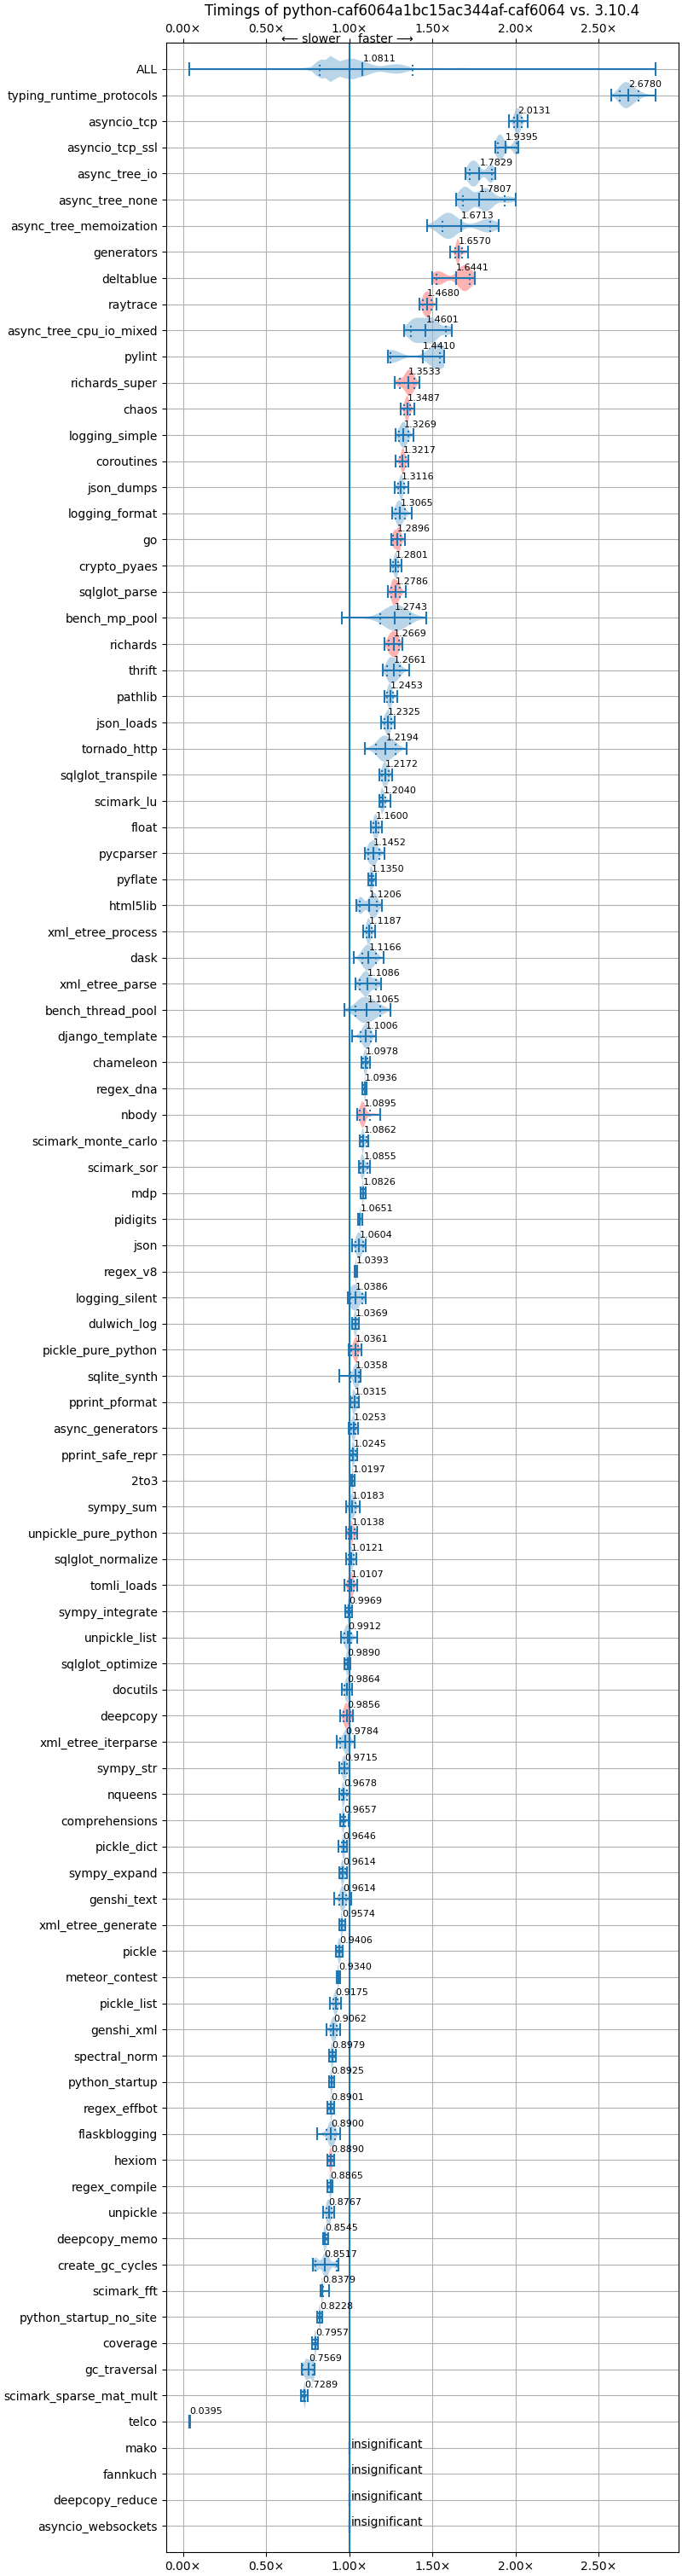 Timings of python-caf6064a1bc15ac344af-caf6064 vs. 3.10.4
0.00× 0.50× 1.00× 1.50× 2.00× 2.50×
← slower faster →
ALL 1.0811
typing_runtime_protocols 2.6780
asyncio_tcp 2.0131
asyncio_tcp_ssl 1.9395
async_tree_io 1.7829
async_tree_none 1.7807
async_tree_memoization 1.6713
generators 1.6570
deltablue 1.6441
raytrace 1.4680
async_tree_cpu_io_mixed 1.4601
pylint 1.4410
richards_super 1.3533
chaos 1.3487
logging_simple 1.3269
coroutines 1.3217
json_dumps 1.3116
logging_format 1.3065
go 1.2896
crypto_pyaes 1.2801
sqlglot_parse 1.2786
bench_mp_pool 1.2743
richards 1.2669
thrift 1.2661
pathlib 1.2453
json_loads 1.2325
tornado_http 1.2194
sqlglot_transpile 1.2172
scimark_lu 1.2040
float 1.1600
pycparser 1.1452
pyflate 1.1350
html5lib 1.1206
xml_etree_process 1.1187
dask 1.1166
xml_etree_parse 1.1086
bench_thread_pool 1.1065
django_template 1.1006
chameleon 1.0978
regex_dna 1.0936
nbody 1.0895
scimark_monte_carlo 1.0862
scimark_sor 1.0855
mdp 1.0826
pidigits 1.0651
json 1.0604
regex_v8 1.0393
logging_silent 1.0386
dulwich_log 1.0369
pickle_pure_python 1.0361
sqlite_synth 1.0358
pprint_pformat 1.0315
async_generators 1.0253
pprint_safe_repr 1.0245
2to3 1.0197
sympy_sum 1.0183
unpickle_pure_python 1.0138
sqlglot_normalize 1.0121
tomli_loads 1.0107
sympy_integrate 0.9969
unpickle_list 0.9912
sqlglot_optimize 0.9890
docutils 0.9864
deepcopy 0.9856
xml_etree_iterparse 0.9784
sympy_str 0.9715
nqueens 0.9678
comprehensions 0.9657
pickle_dict 0.9646
sympy_expand 0.9614
genshi_text 0.9614
xml_etree_generate 0.9574
pickle 0.9406
meteor_contest 0.9340
pickle_list 0.9175
genshi_xml 0.9062
spectral_norm 0.8979
python_startup 0.8925
regex_effbot 0.8901
flaskblogging 0.8900
hexiom 0.8890
regex_compile 0.8865
unpickle 0.8767
deepcopy_memo 0.8545
create_gc_cycles 0.8517
scimark_fft 0.8379
python_startup_no_site 0.8228
coverage 0.7957
gc_traversal 0.7569
scimark_sparse_mat_mult 0.7289
telco 0.0395
mako insignificant
fannkuch insignificant
deepcopy_reduce insignificant
asyncio_websockets insignificant
0.00× 0.50× 1.00× 1.50× 2.00× 2.50×